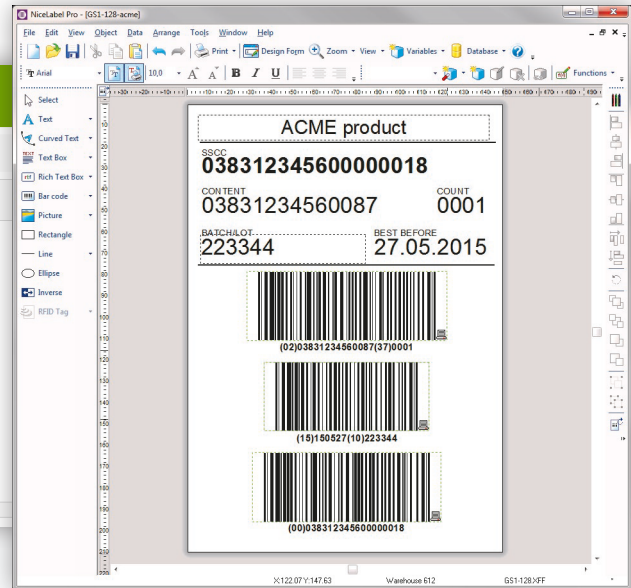 NiceLabel Pro - [GS1-128-acme]
File Edit View Object Data Arrange Tools Window Help
Print Design Form Zoom View Variables Database
Arial 10,0 A A B I U Functions
Select
Text
Curved Text
Text Box
Rich Text Box
Bar code
Picture
Rectangle
Line
Ellipse
Inverse
RFID Tag
ACME product
SSCC
038312345600000018
CONTENT COUNT
03831234560087 0001
BATCH/LOT BEST BEFORE
223344 27.05.2015
(02)03831234560087(37)0001
(15)150527(10)223344
(00)038312345600000018
X:122.07 Y:147.63 Warehouse 612 GS1-128.XFF